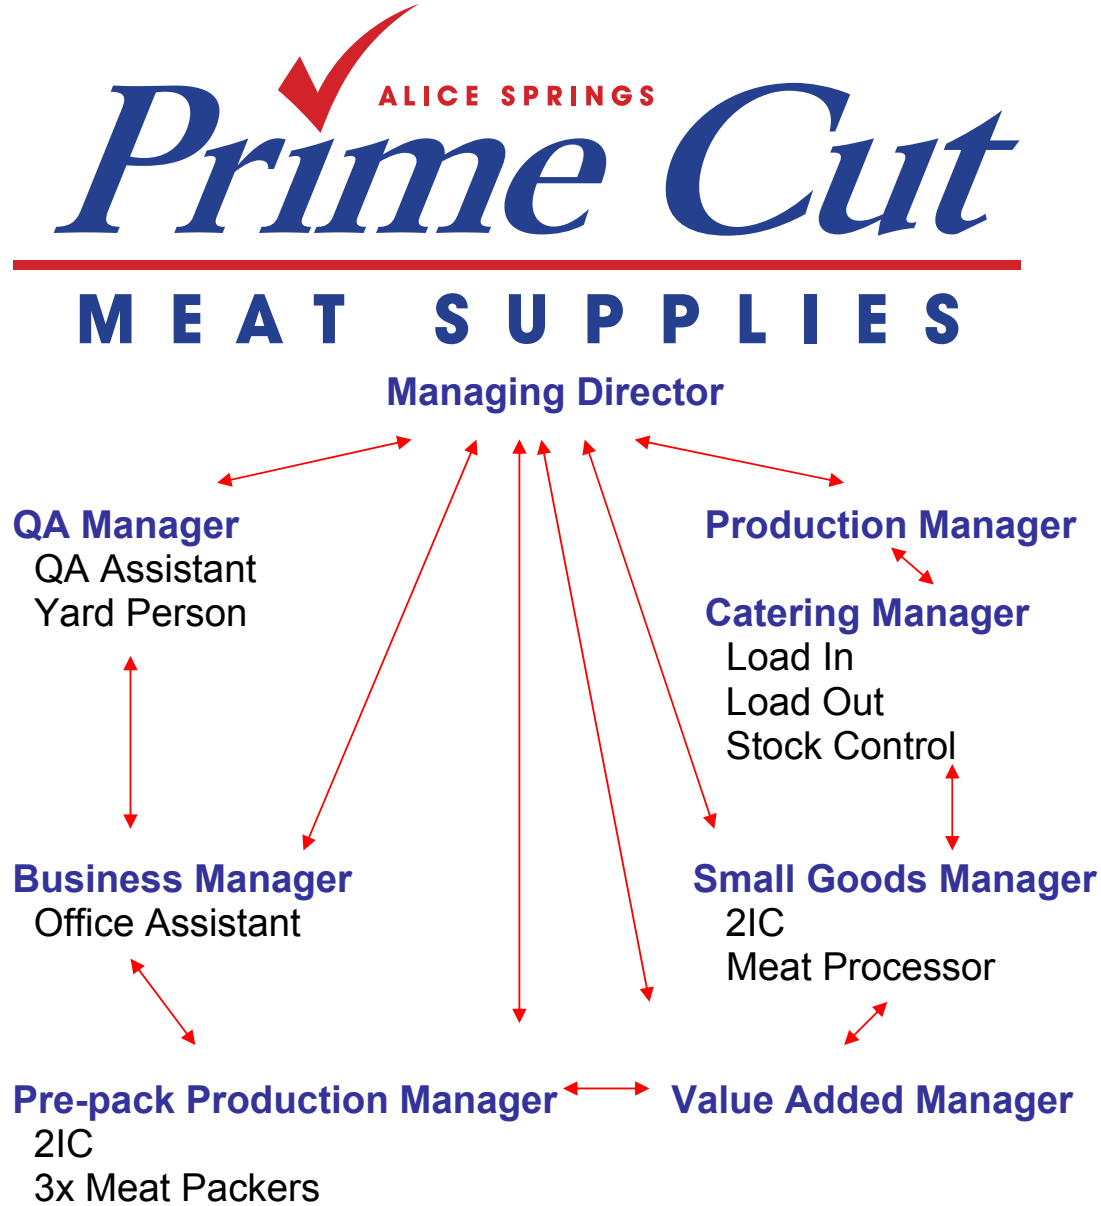 ALICE SPRINGS
Prime Cut
MEAT SUPPLIES
Managing Director
QA Manager
QA Assistant
Yard Person
Production Manager
Catering Manager
Load In
Load Out
Stock Control
Business Manager
Office Assistant
Small Goods Manager
2IC
Meat Processor
Pre-pack Production Manager
2IC
3x Meat Packers
Value Added Manager